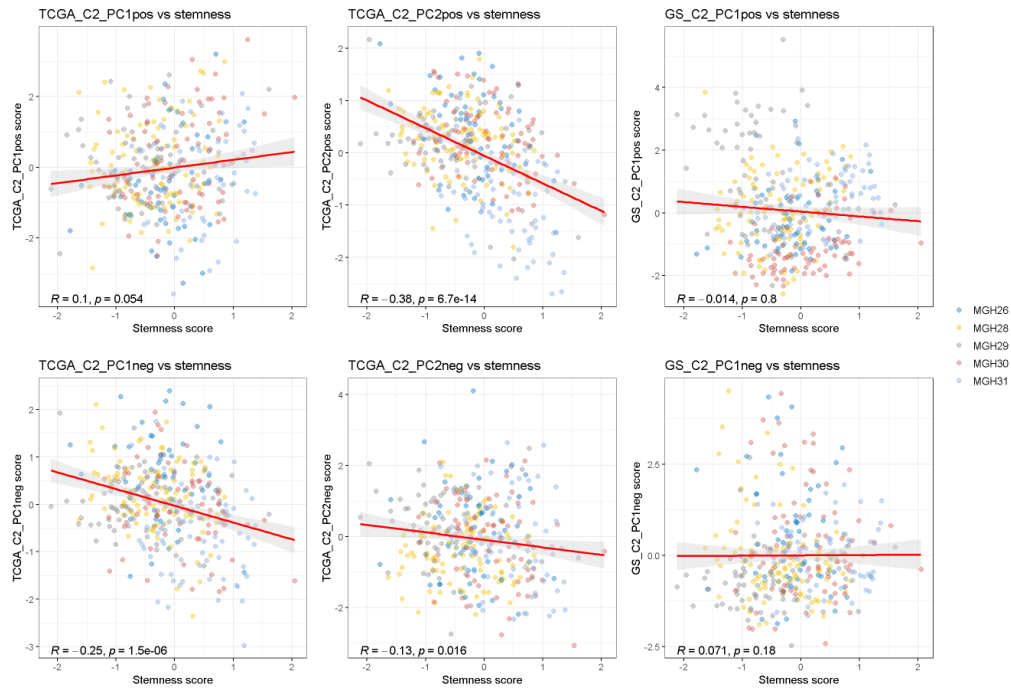 TCGA_C2_PC1pos vs stemness
TCGA_C2_PC1pos score
2
0
-2
R = 0.1, p = 0.054
-2 -1 0 1 2
Stemness score
TCGA_C2_PC2pos vs stemness
TCGA_C2_PC2pos score
2
1
0
-1
-2
R = −0.38, p = 6.7e-14
-2 -1 0 1 2
Stemness score
GS_C2_PC1pos vs stemness
GS_C2_PC1pos score
4
2
0
-2
R = −0.014, p = 0.8
-2 -1 0 1 2
Stemness score
MGH26
MGH28
MGH29
MGH30
MGH31
TCGA_C2_PC1neg vs stemness
TCGA_C2_PC1neg score
2
1
0
-1
-2
-3
R = −0.25, p = 1.5e-06
-2 -1 0 1 2
Stemness score
TCGA_C2_PC2neg vs stemness
TCGA_C2_PC2neg score
4
2
0
-2
R = −0.13, p = 0.016
-2 -1 0 1 2
Stemness score
GS_C2_PC1neg vs stemness
GS_C2_PC1neg score
2.5
0.0
-2.5
R = 0.071, p = 0.18
-2 -1 0 1 2
Stemness score